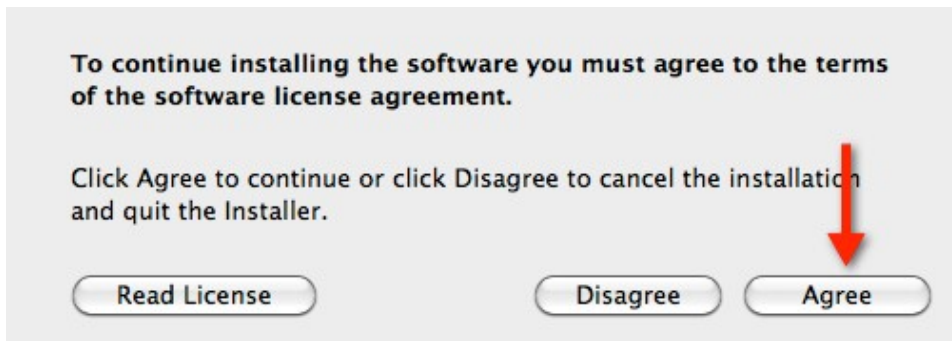 To continue installing the software you must agree to the terms
of the software license agreement.
Click Agree to continue or click Disagree to cancel the installation
and quit the Installer.
Read License Disagree Agree